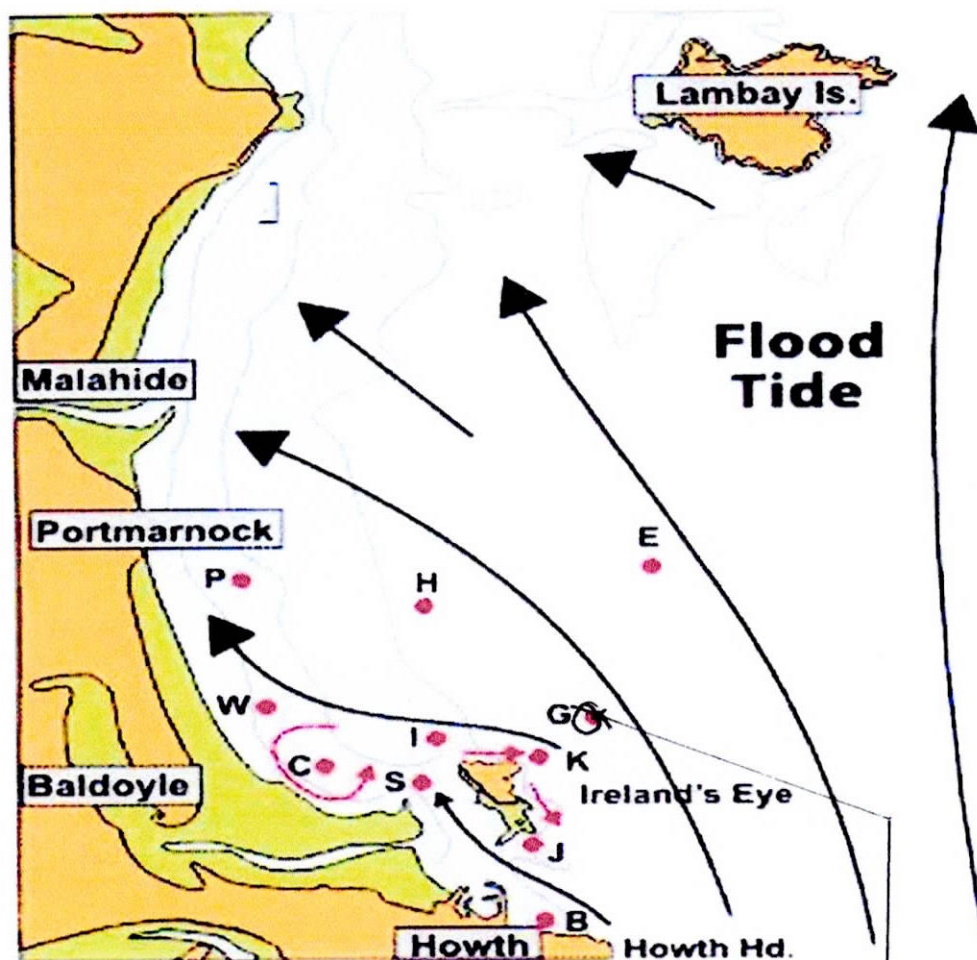 Lambay Is.
Flood
Tide
Malahide
Portmarnock
E
P
H
W
G
I
K
C
S
Baldoyle
Ireland's Eye
J
B
Howth
Howth Hd.